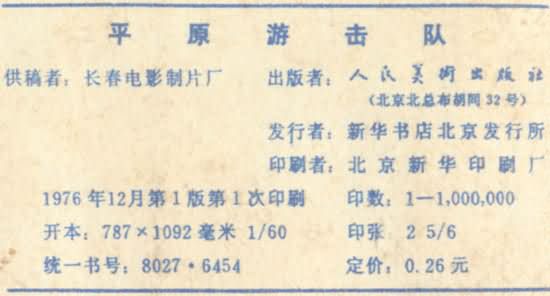 平原游击队
供稿者：长春电影制片厂 出版者：人民美术出版社
（北京北总布胡同32号）
发行者：新华书店北京发行所
印刷者：北京新华印刷厂
1976年12月第1版第1次印刷 印数：1—1,000,000
开本：787×1092毫米 1/60 印张 2 5/6
统一书号：8027·6454 定价：0.26元